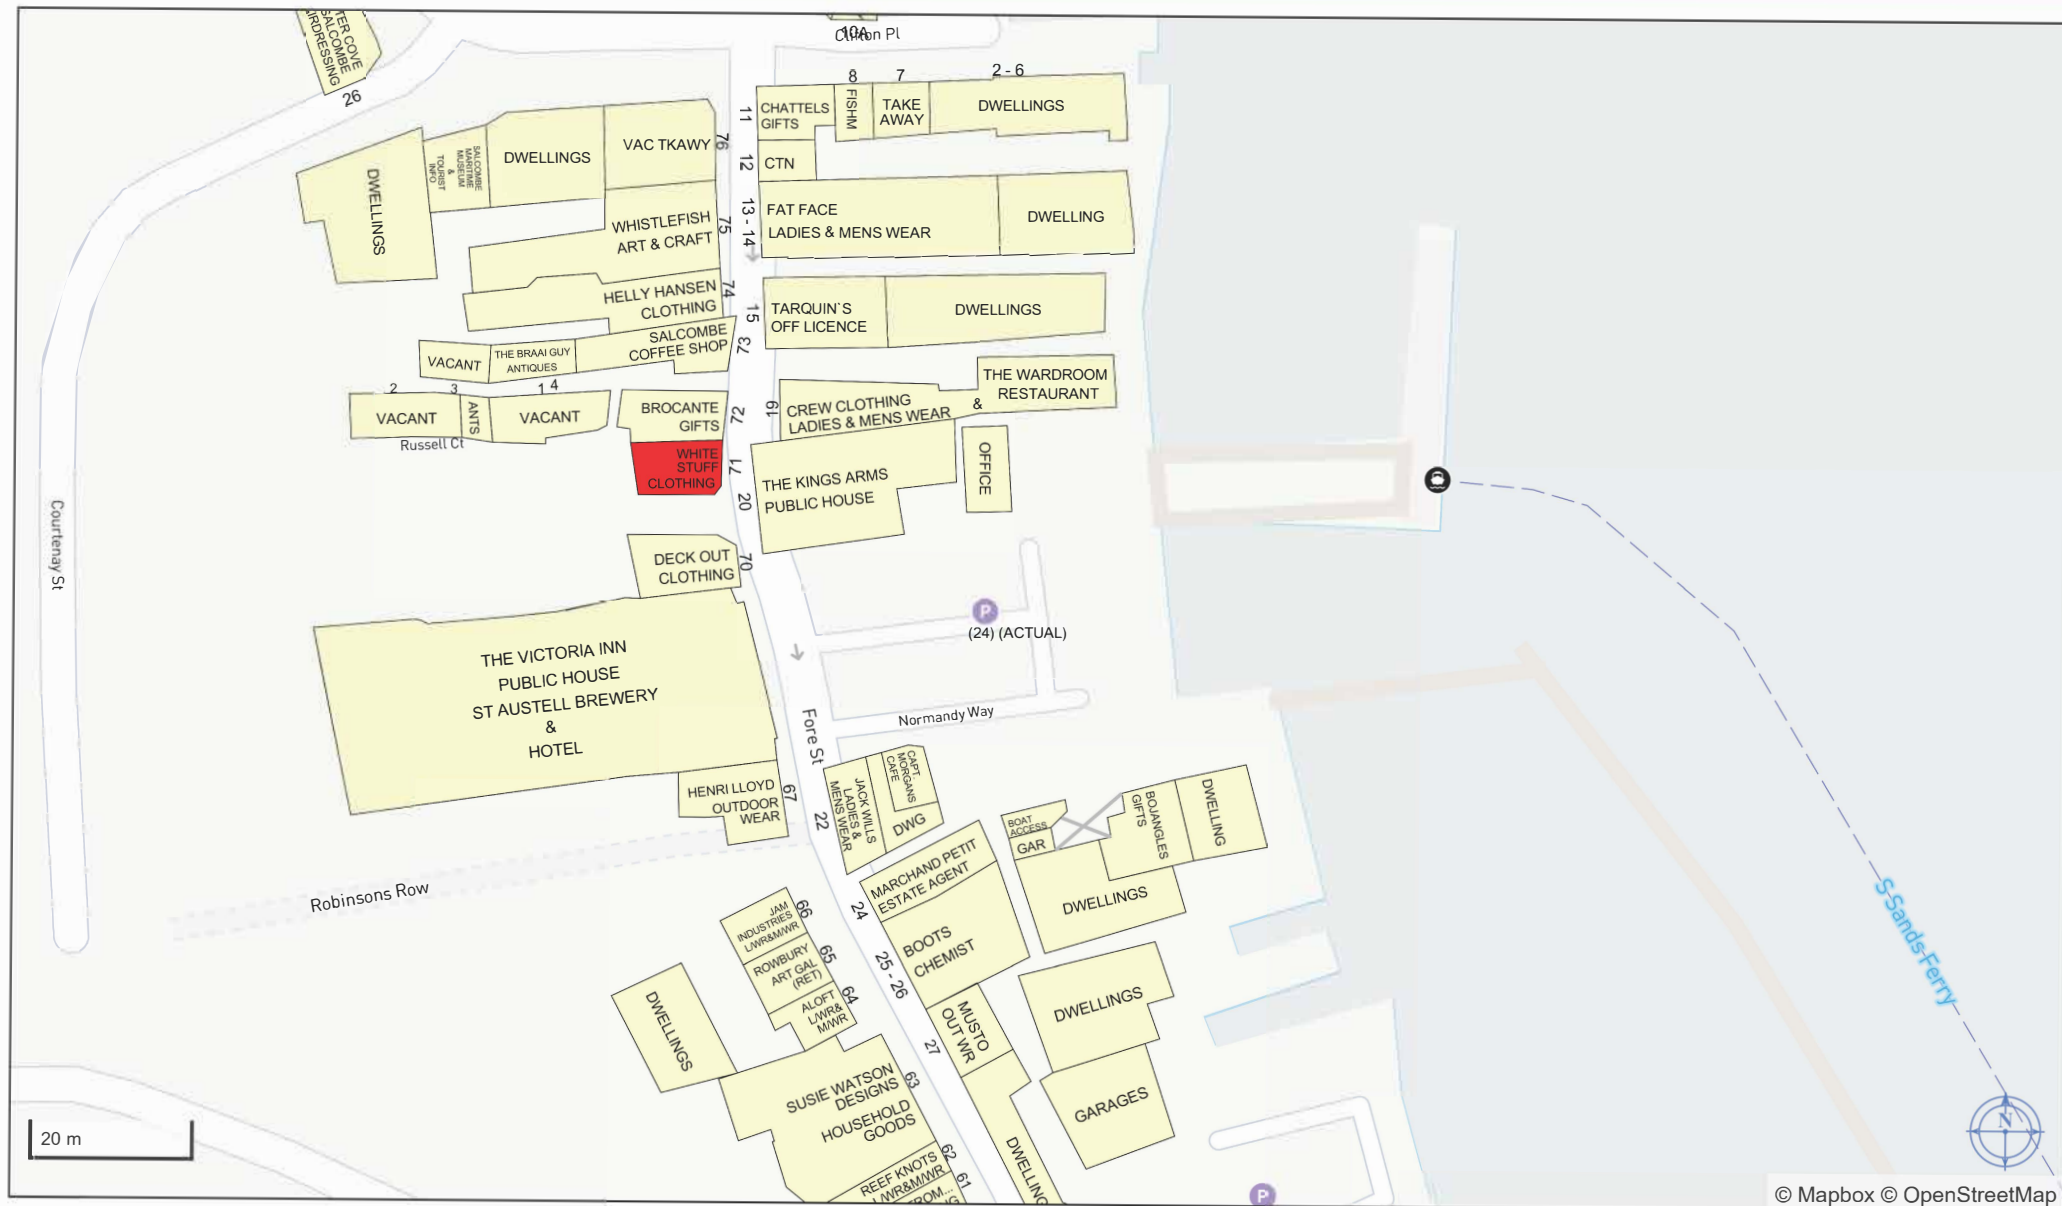 TER COVE
SALCOMBE
IRDRESSING
26
10A
Clifton Pl
8
7
2 - 6
11
CHATTELS
GIFTS
FISHM
TAKE
AWAY
DWELLINGS
12
CTN
DWELLINGS
SALCOMBE
MARITIME
MUSEUM
&
TOURIST
INFO
DWELLINGS
VAC TKAWY
76
13 - 14
FAT FACE
LADIES & MENS WEAR
DWELLING
WHISTLEFISH
ART & CRAFT
75
HELLY HANSEN
CLOTHING
74
15
TARQUIN`S
OFF LICENCE
DWELLINGS
SALCOMBE
COFFEE SHOP
73
VACANT
THE BRAAI GUY
ANTIQUES
2
3
1 4
VACANT
ANTS
VACANT
Russell Ct
BROCANTE
GIFTS
72
19
CREW CLOTHING
LADIES & MENS WEAR
&
THE WARDROOM
RESTAURANT
WHITE
STUFF
CLOTHING
71
20
THE KINGS ARMS
PUBLIC HOUSE
OFFICE
Courtenay St
DECK OUT
CLOTHING
70
P
(24) (ACTUAL)
THE VICTORIA INN
PUBLIC HOUSE
ST AUSTELL BREWERY
&
HOTEL
Fore St
Normandy Way
HENRI LLOYD
OUTDOOR
WEAR
67
22
JACK WILLS
LADIES &
MENS WEAR
CAPT.
MORGANS
CAFE
DWG
BOAT
ACCESS
GAR
BOJANGLES
GIFTS
DWELLING
Robinsons Row
MARCHAND PETIT
ESTATE AGENT
24
DWELLINGS
JAM
INDUSTRIES
L/WR&M/WR
66
BOOTS
CHEMIST
25 - 26
ROWBURY
ART GAL
(RET)
65
ALOFT
L/WR&
M/WR
64
DWELLINGS
DWELLINGS
MUSTO
OUT WR
27
SUSIE WATSON
DESIGNS
HOUSEHOLD
GOODS
63
GARAGES
DWELLING
REEF KNOTS
L/WR&M/WR
62
61
ROM...
S Sands Ferry
20 m
N
P
© Mapbox © OpenStreetMap